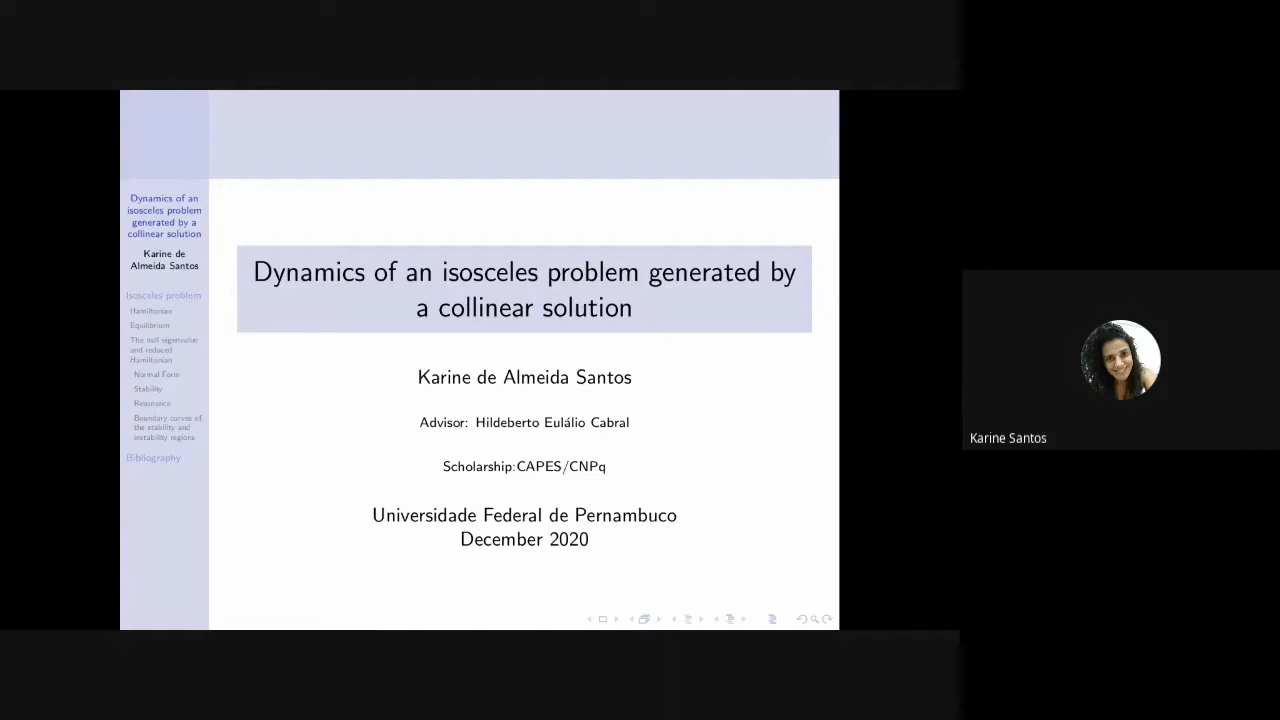 Dynamics of an
isosceles problem
generated by a
collinear solution
Karine de
Almeida Santos
Isosceles problem
Hamiltonian
Equilibrium
The null eigenvalue
and reduced
Hamiltonian
Normal Form
Stability
Resonance
Boundary curves of
the stability and
instability regions
Bibliography
Dynamics of an isosceles problem generated by
a collinear solution
Karine de Almeida Santos
Advisor: Hildeberto Eulálio Cabral
Scholarship:CAPES/CNPq
Universidade Federal de Pernambuco
December 2020
Karine Santos